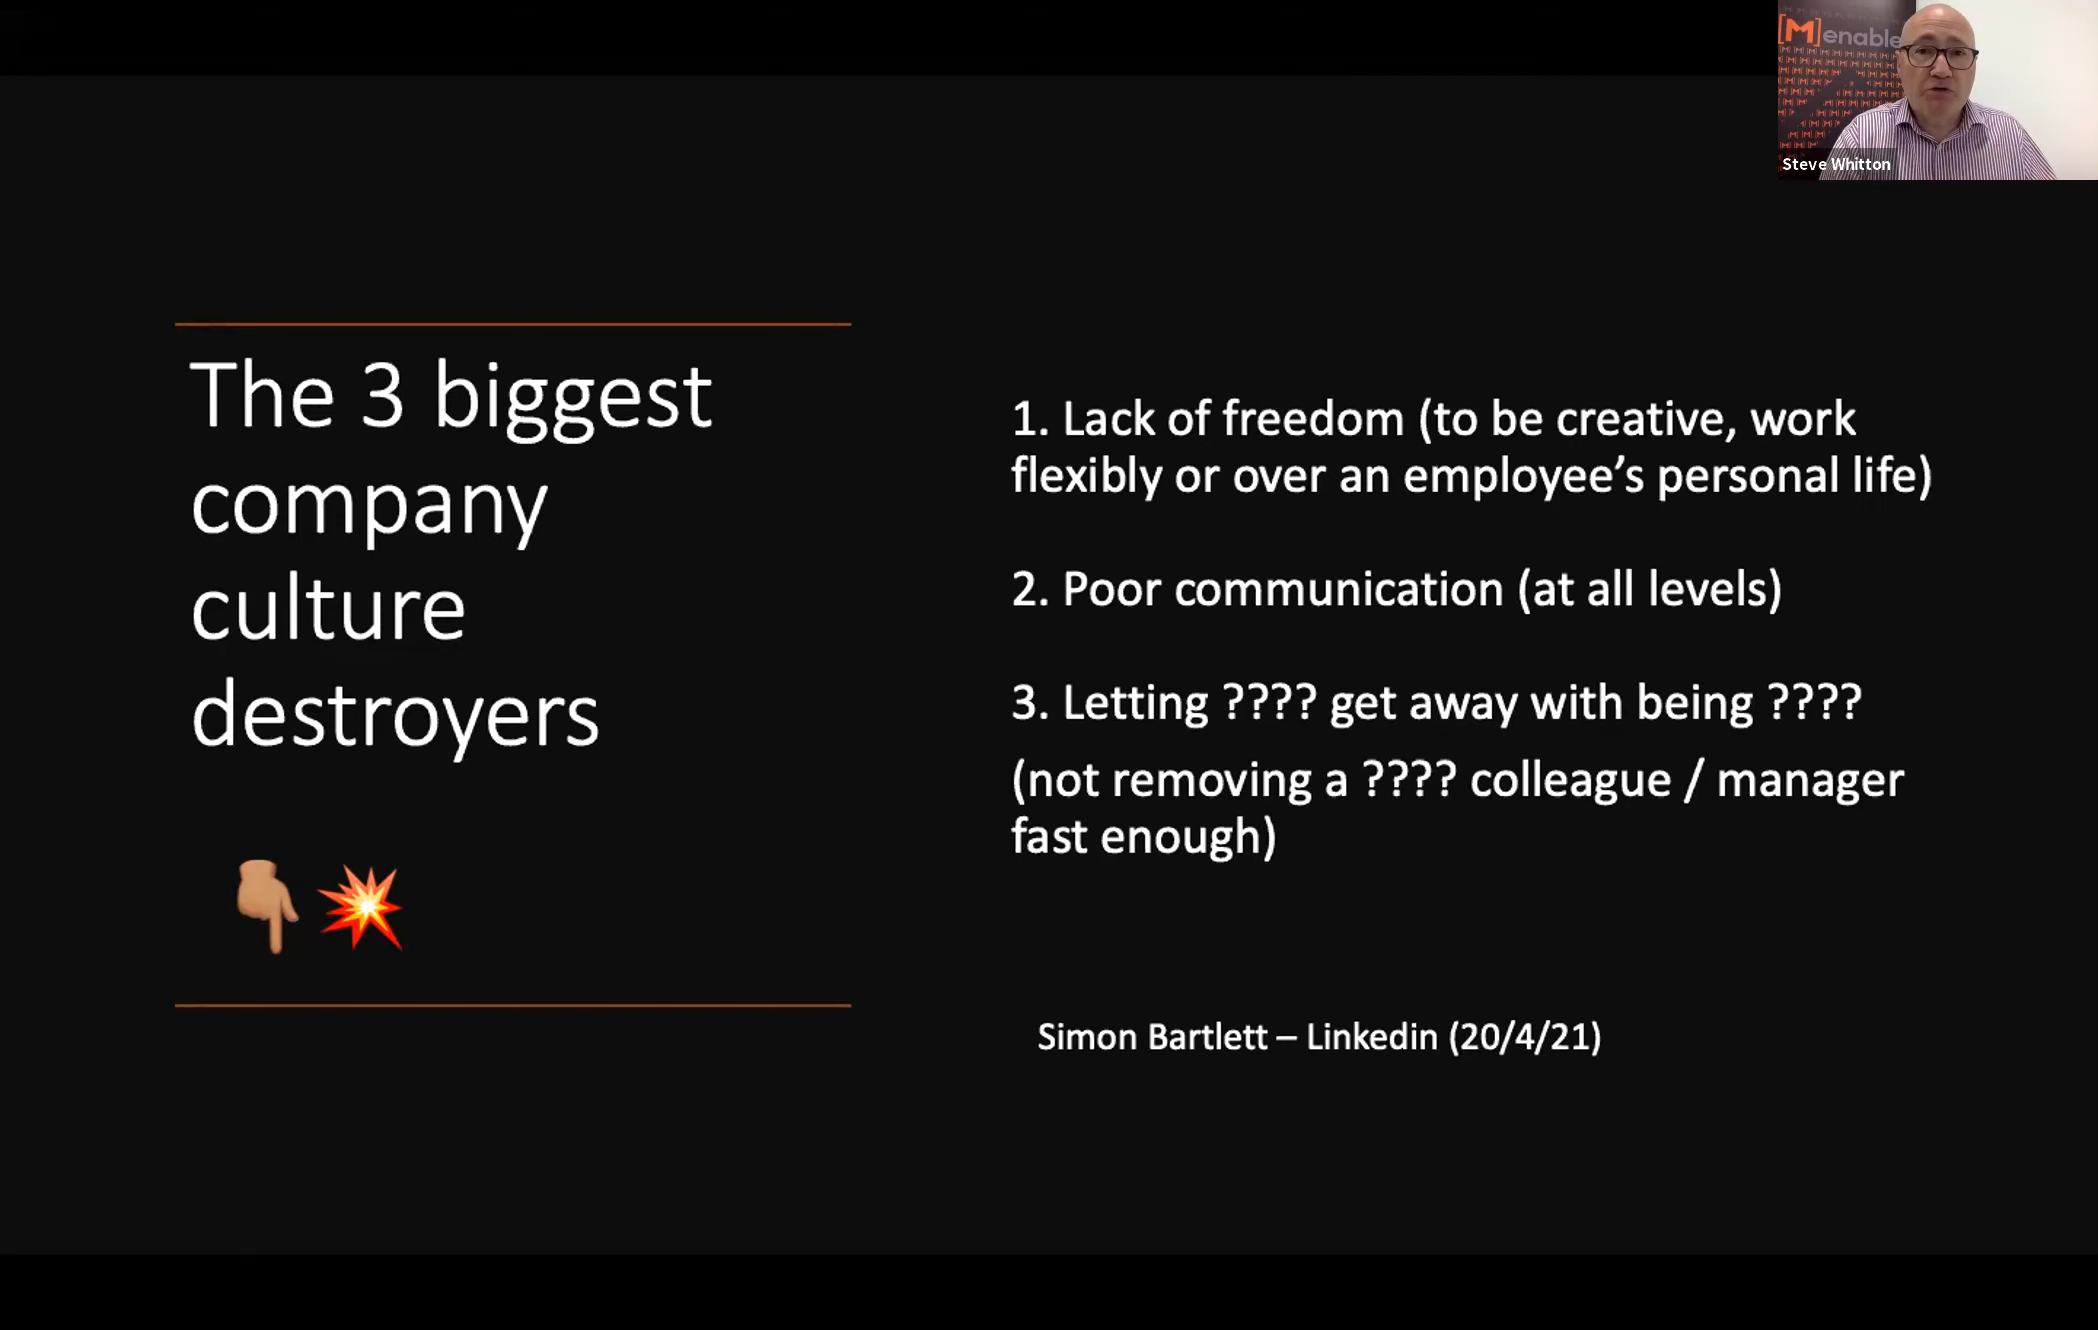 [M]enable
Steve Whitton
The 3 biggest
company
culture
destroyers
1. Lack of freedom (to be creative, work
flexibly or over an employee’s personal life)
2. Poor communication (at all levels)
3. Letting ???? get away with being ????
(not removing a ???? colleague / manager
fast enough)
Simon Bartlett – Linkedin (20/4/21)